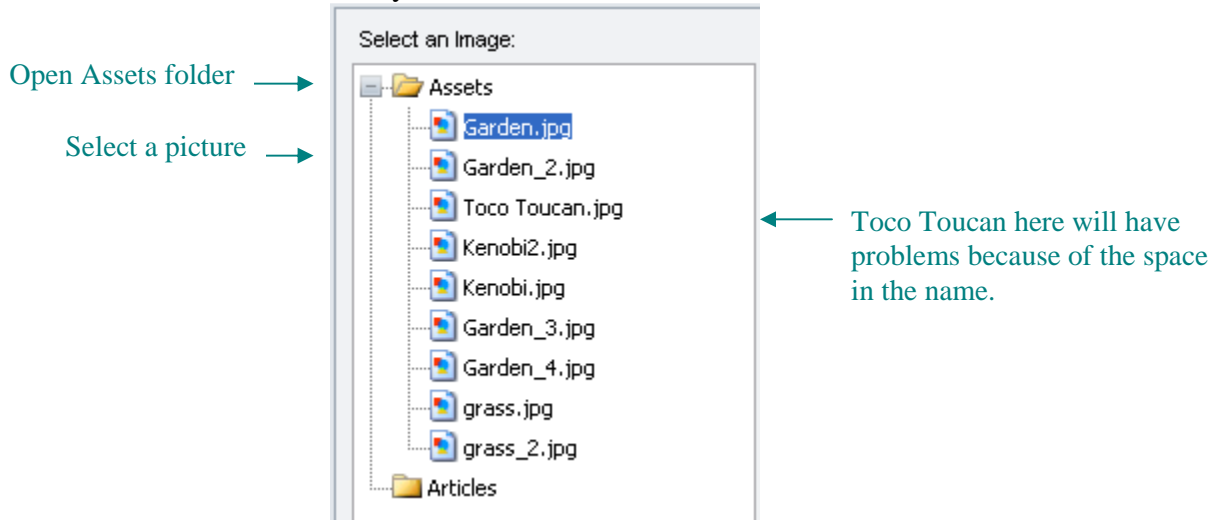 Select an Image:
Open Assets folder
Assets
Garden.jpg
Select a picture
Garden_2.jpg
Toco Toucan.jpg
Toco Toucan here will have
problems because of the space
in the name.
Kenobi2.jpg
Kenobi.jpg
Garden_3.jpg
Garden_4.jpg
grass.jpg
grass_2.jpg
Articles